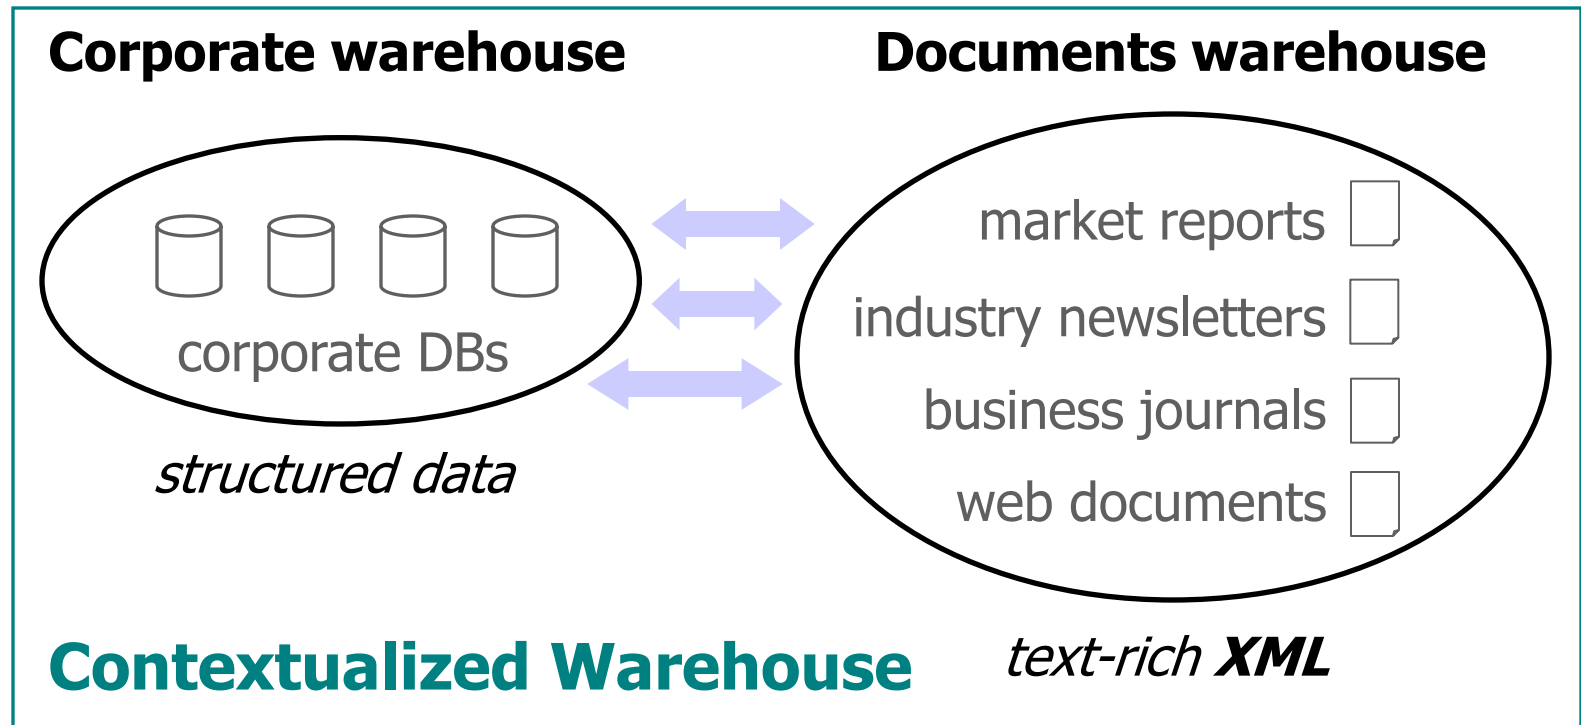 Corporate warehouse
Documents warehouse
corporate DBs
structured data
market reports
industry newsletters
business journals
web documents
text-rich XML
Contextualized Warehouse